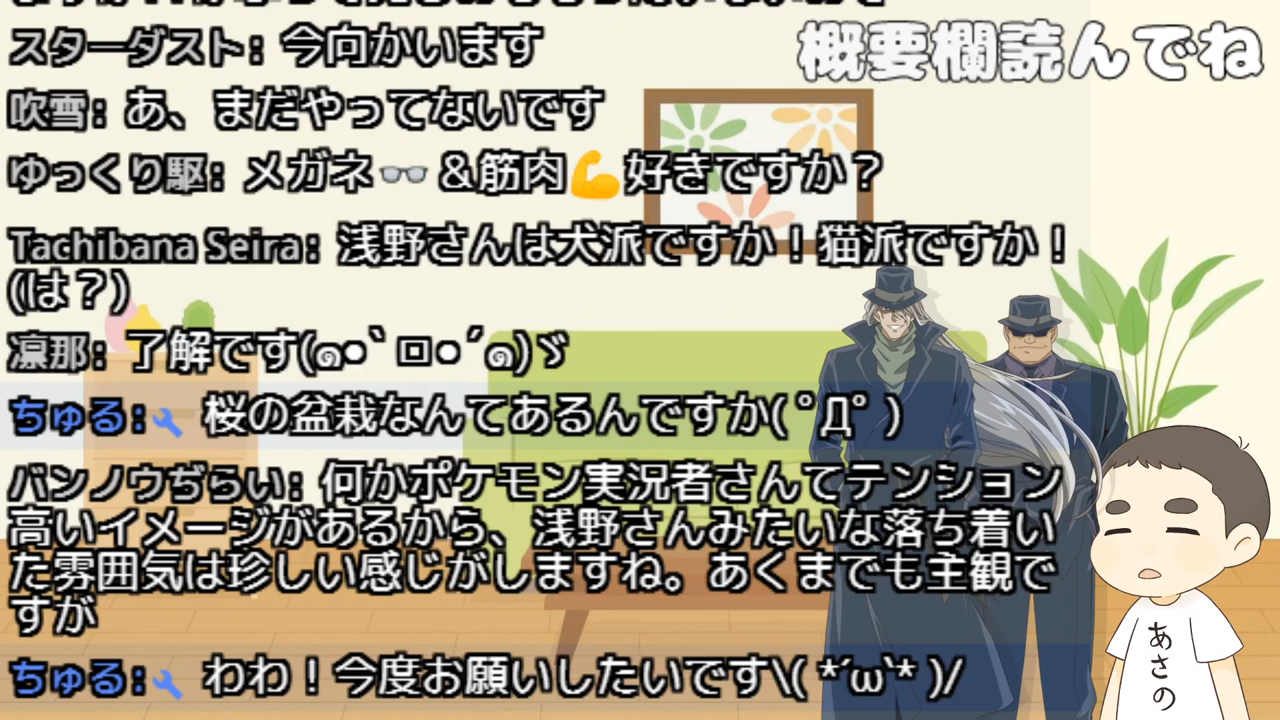 スターダスト: 今向かいます
概要欄読んでね
吹雪: あ、まだやってないです
ゆっくり駆: メガネ👓＆筋肉💪好きですか？
Tachibana Seira: 浅野さんは犬派ですか！猫派ですか！
(は？)
凛那: 了解です(๑•̀ ロ •́๑)ゞ
ちゅる:🔧 桜の盆栽なんてあるんですか( ﾟДﾟ )
バンノウぢらい: 何かポケモン実況者さんてテンション
高いイメージがあるから、浅野さんみたいな落ち着い
た雰囲気は珍しい感じがしますね。あくまでも主観で
すが
ちゅる:🔧 わわ！今度お願いしたいです\( *´ω`* )/
あさの